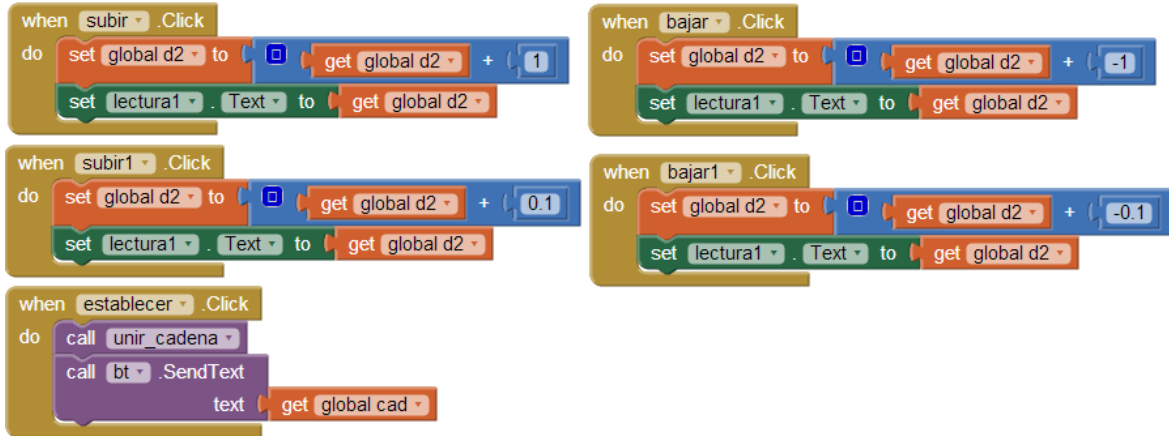 when subir .Click
do set global d2 to get global d2 + 1
set lectura1 . Text to get global d2
when bajar .Click
do set global d2 to get global d2 + -1
set lectura1 . Text to get global d2
when subir1 .Click
do set global d2 to get global d2 + 0.1
set lectura1 . Text to get global d2
when bajar1 .Click
do set global d2 to get global d2 + -0.1
set lectura1 . Text to get global d2
when establecer .Click
do call unir_cadena
call bt .SendText
text get global cad